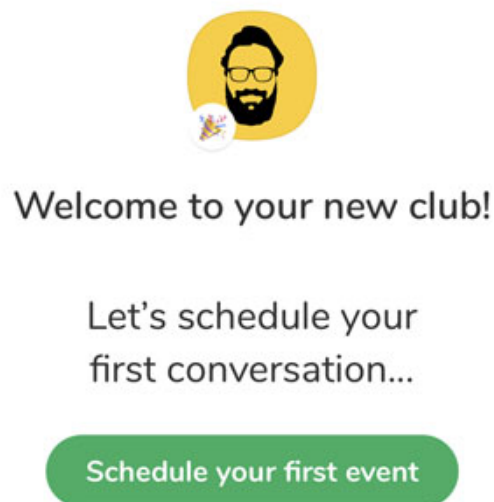 Welcome to your new club!
Let's schedule your
first conversation...
Schedule your first event